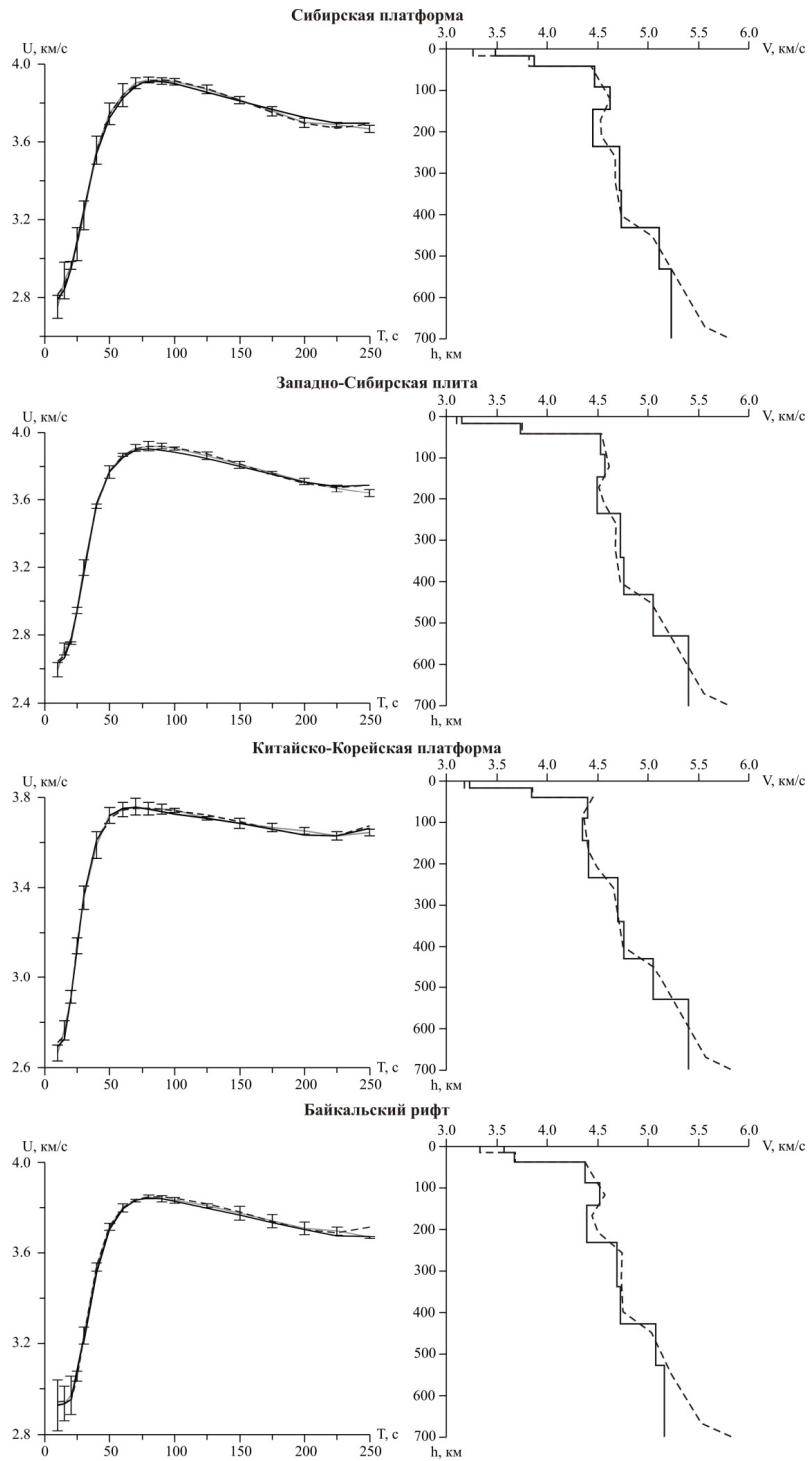 Сибирская платформа
U, км/с
4.0
3.6
3.2
2.8
0 50 100 150 200 250
T, с
3.0 3.5 4.0 4.5 5.0 5.5 6.0
V, км/с
0
100
200
300
400
500
600
700
h, км
Западно-Сибирская плита
U, км/с
4.0
3.6
3.2
2.8
2.4
0 50 100 150 200 250
T, с
3.0 3.5 4.0 4.5 5.0 5.5 6.0
V, км/с
0
100
200
300
400
500
600
700
h, км
Китайско-Корейская платформа
U, км/с
3.8
3.4
3.0
2.6
0 50 100 150 200 250
T, с
3.0 3.5 4.0 4.5 5.0 5.5 6.0
V, км/с
0
100
200
300
400
500
600
700
h, км
Байкальский рифт
U, км/с
4.0
3.6
3.2
2.8
0 50 100 150 200 250
T, с
3.0 3.5 4.0 4.5 5.0 5.5 6.0
V, км/с
0
100
200
300
400
500
600
700
h, км